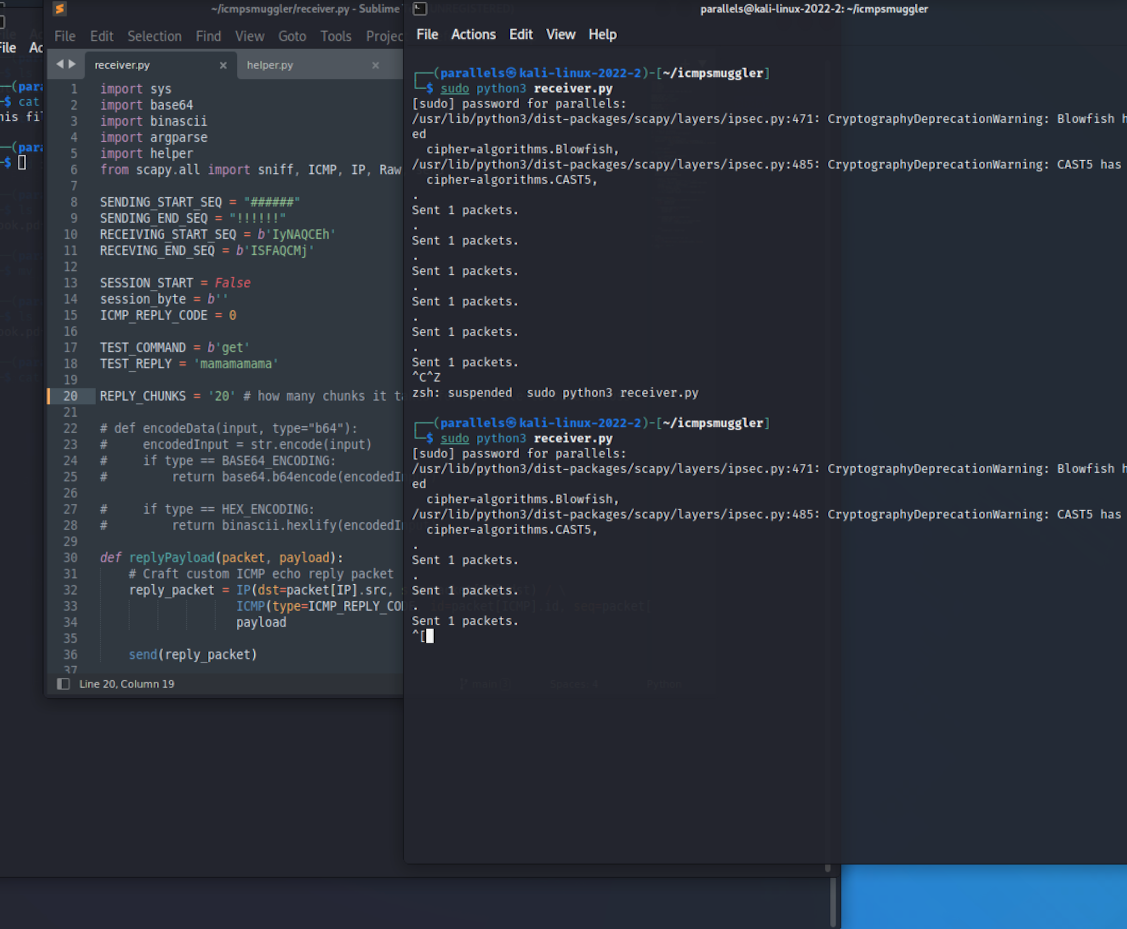 ~/icmpsmuggler/receiver.py - Sublime
File Edit Selection Find View Goto Tools Projec
receiver.py × helper.py ×
1 import sys
2 import base64
3 import binascii
4 import argparse
5 import helper
6 from scapy.all import sniff, ICMP, IP, Raw
7
8 SENDING_START_SEQ = "######"
9 SENDING_END_SEQ = "!!!!!!"
10 RECEIVING_START_SEQ = b'IyNAQCEh'
11 RECEVING_END_SEQ = b'ISFAQCMj'
12
13 SESSION_START = False
14 session_byte = b''
15 ICMP_REPLY_CODE = 0
16
17 TEST_COMMAND = b'get'
18 TEST_REPLY = 'mamamamama'
19
20 REPLY_CHUNKS = '20' # how many chunks it ta
21
22 # def encodeData(input, type="b64"):
23 #     encodedInput = str.encode(input)
24 #     if type == BASE64_ENCODING:
25 #         return base64.b64encode(encodedIn
26
27 #     if type == HEX_ENCODING:
28 #         return binascii.hexlify(encodedIn
29
30 def replyPayload(packet, payload):
31     # Craft custom ICMP echo reply packet
32     reply_packet = IP(dst=packet[IP].src,
33                    ICMP(type=ICMP_REPLY_COD
34                    payload
35
36     send(reply_packet)
37
Line 20, Column 19
File Ac
(para
$ cat
his fil
(para
$
parallels@kali-linux-2022-2: ~/icmpsmuggler
File Actions Edit View Help
┌──(parallels㉿kali-linux-2022-2)-[~/icmpsmuggler]
└─$ sudo python3 receiver.py
[sudo] password for parallels:
/usr/lib/python3/dist-packages/scapy/layers/ipsec.py:471: CryptographyDeprecationWarning: Blowfish h
ed
  cipher=algorithms.Blowfish,
/usr/lib/python3/dist-packages/scapy/layers/ipsec.py:485: CryptographyDeprecationWarning: CAST5 has
  cipher=algorithms.CAST5,
.
Sent 1 packets.
.
Sent 1 packets.
.
Sent 1 packets.
.
Sent 1 packets.
.
Sent 1 packets.
.
Sent 1 packets.
^C^Z
zsh: suspended  sudo python3 receiver.py
┌──(parallels㉿kali-linux-2022-2)-[~/icmpsmuggler]
└─$ sudo python3 receiver.py
[sudo] password for parallels:
/usr/lib/python3/dist-packages/scapy/layers/ipsec.py:471: CryptographyDeprecationWarning: Blowfish h
ed
  cipher=algorithms.Blowfish,
/usr/lib/python3/dist-packages/scapy/layers/ipsec.py:485: CryptographyDeprecationWarning: CAST5 has
  cipher=algorithms.CAST5,
.
Sent 1 packets.
.
Sent 1 packets.
.
Sent 1 packets.
^[